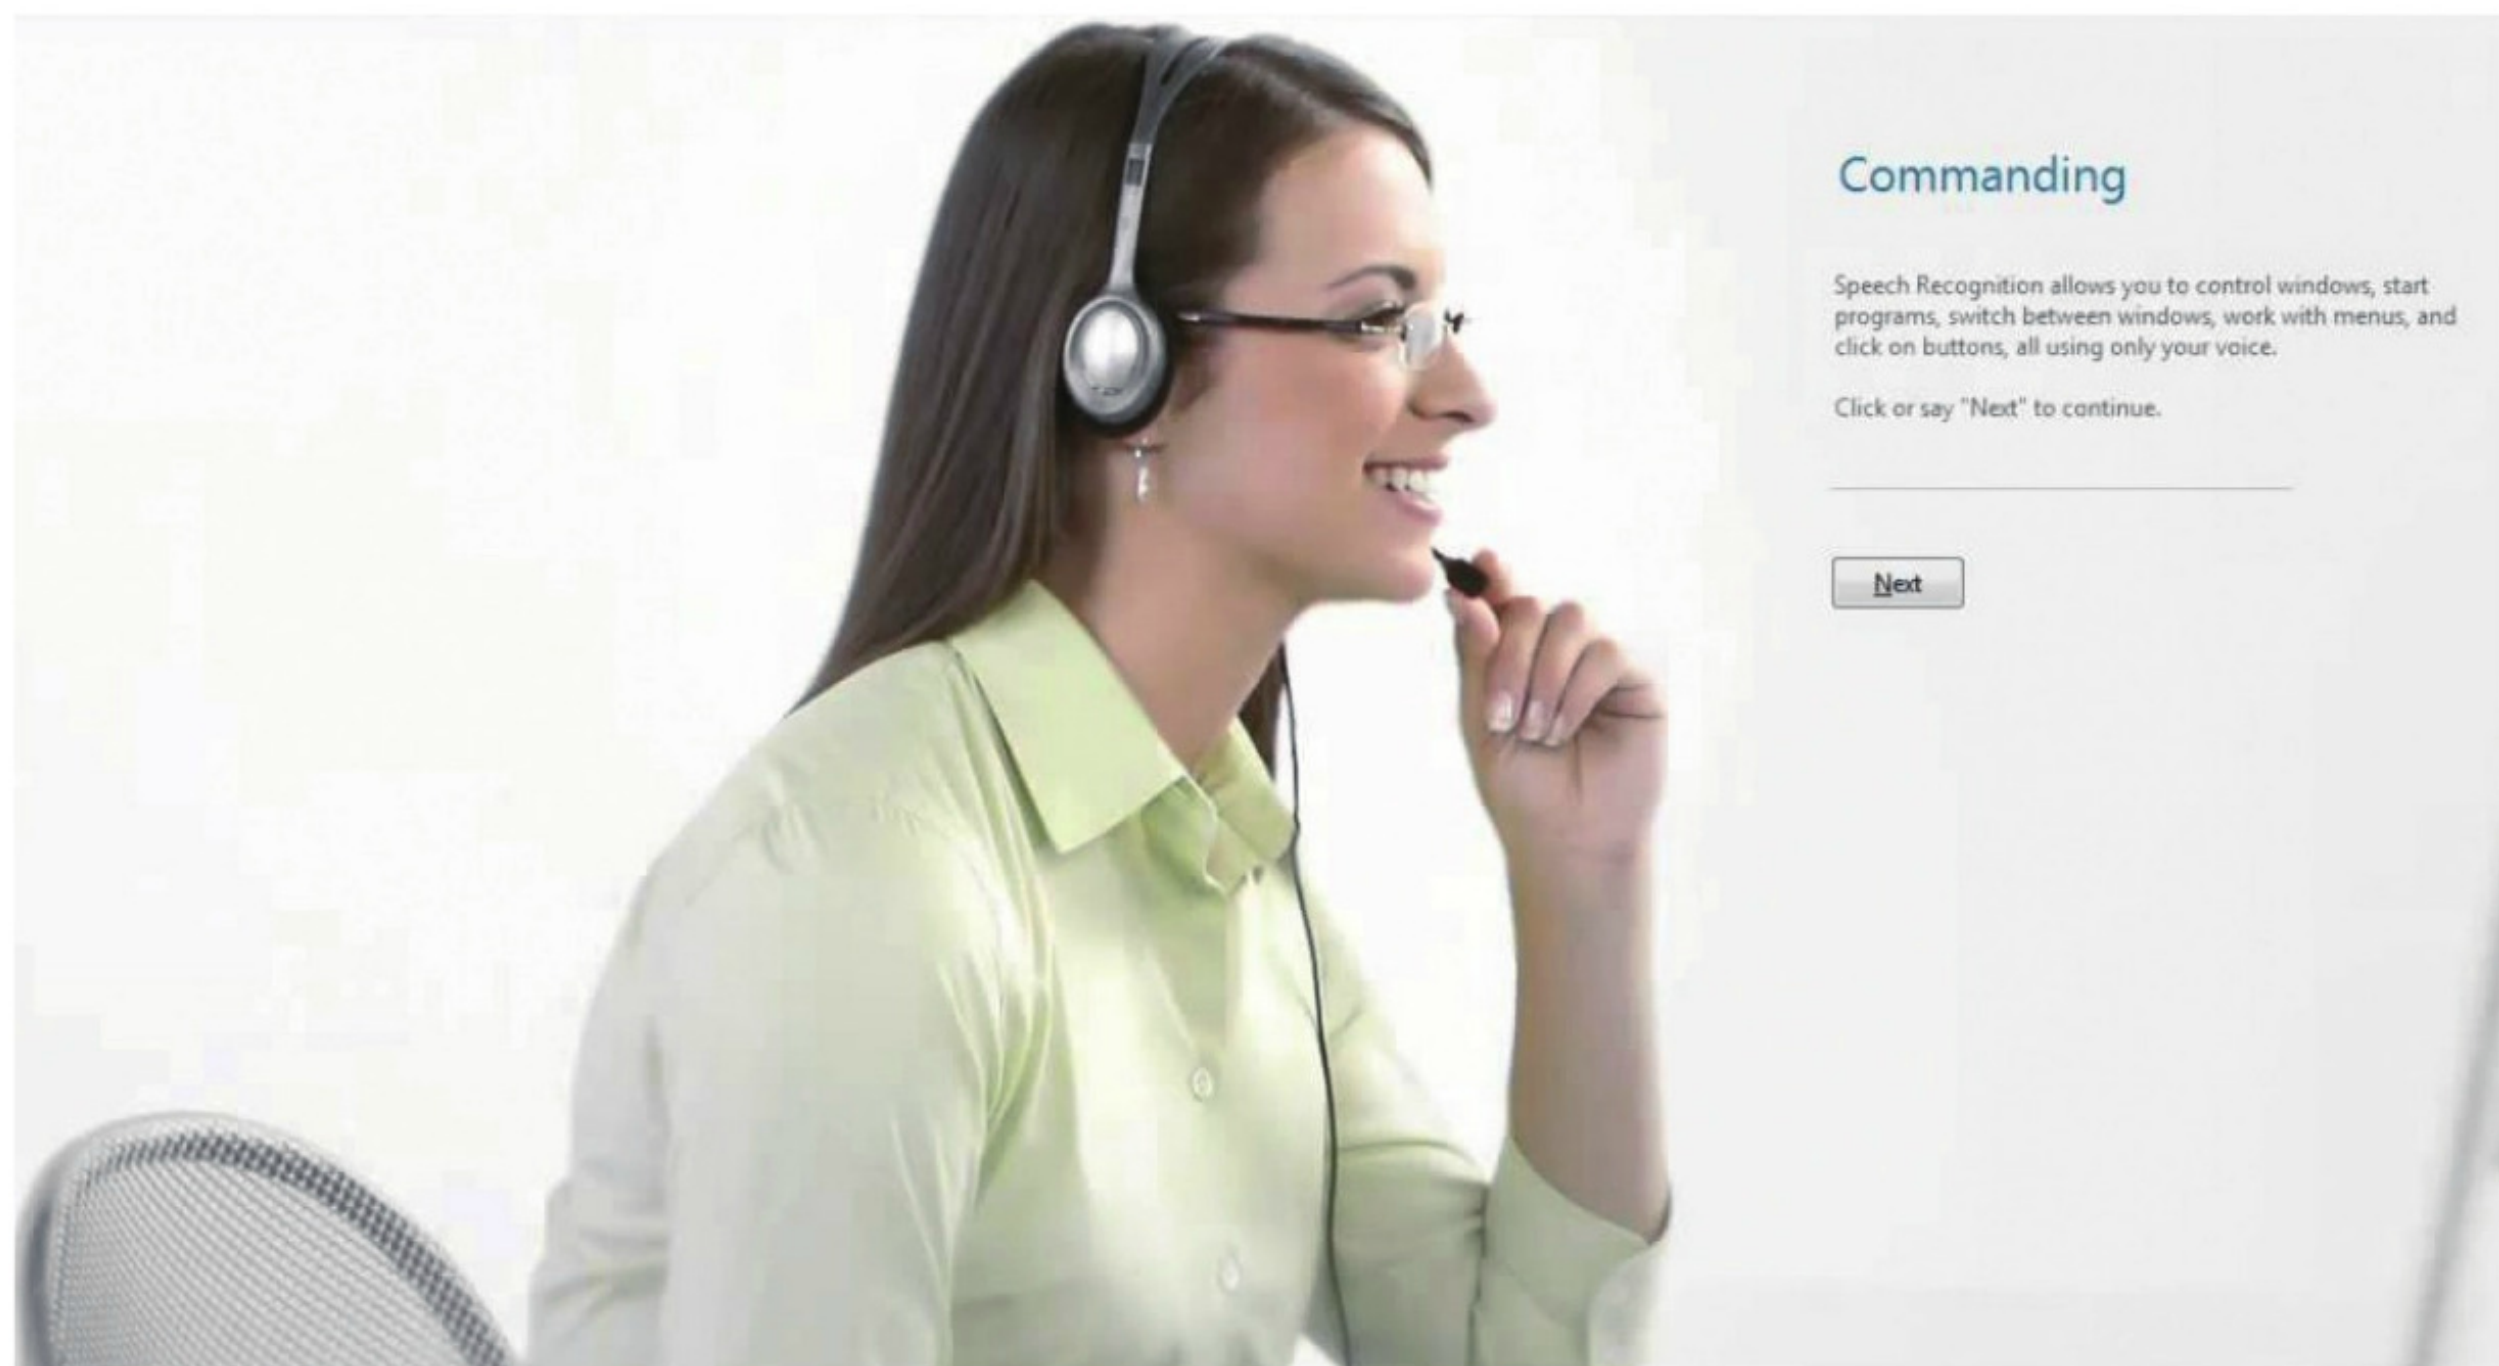 Commanding
Speech Recognition allows you to control windows, start
programs, switch between windows, work with menus, and
click on buttons, all using only your voice.
Click or say "Next" to continue.
Next